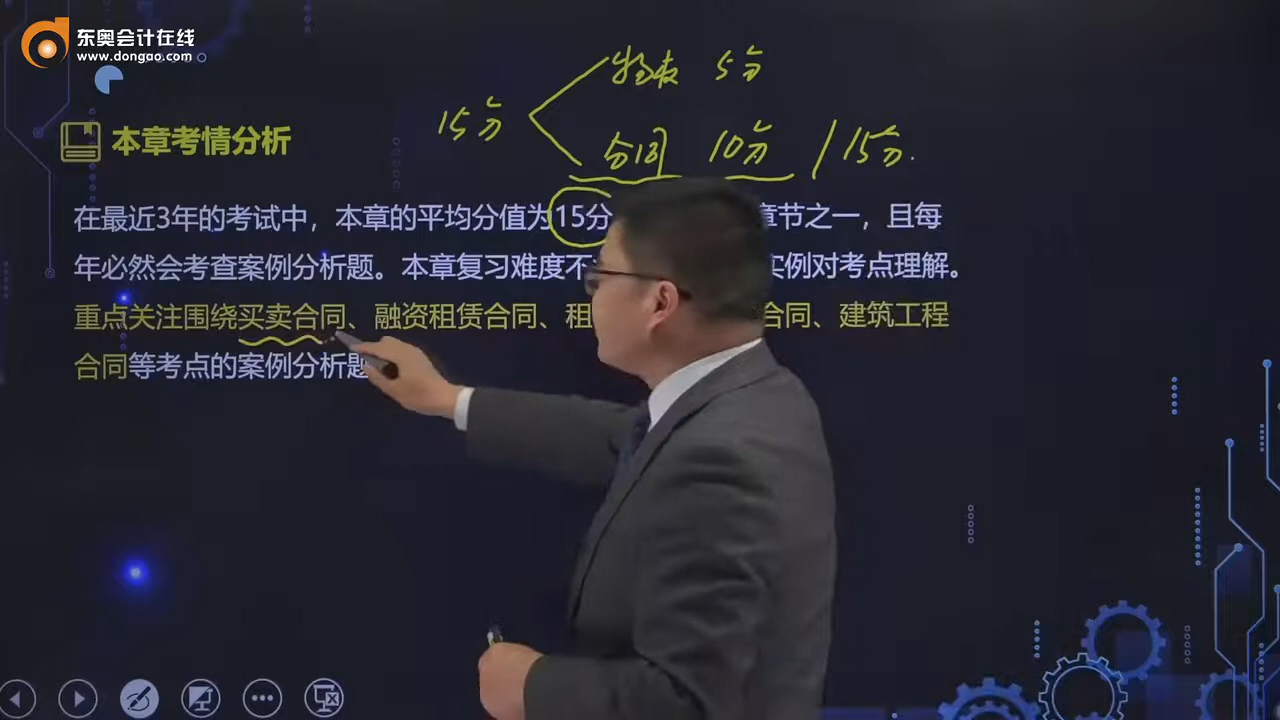 东奥会计在线
www.dongao.com
物权 5分
15分
合同 10分 / 15分.
本章考情分析
在最近3年的考试中，本章的平均分值为15分 章节之一，且每
年必然会考查案例分析题。本章复习难度不 实例对考点理解。
重点关注围绕买卖合同、融资租赁合同、租 合同、建筑工程
合同等考点的案例分析题